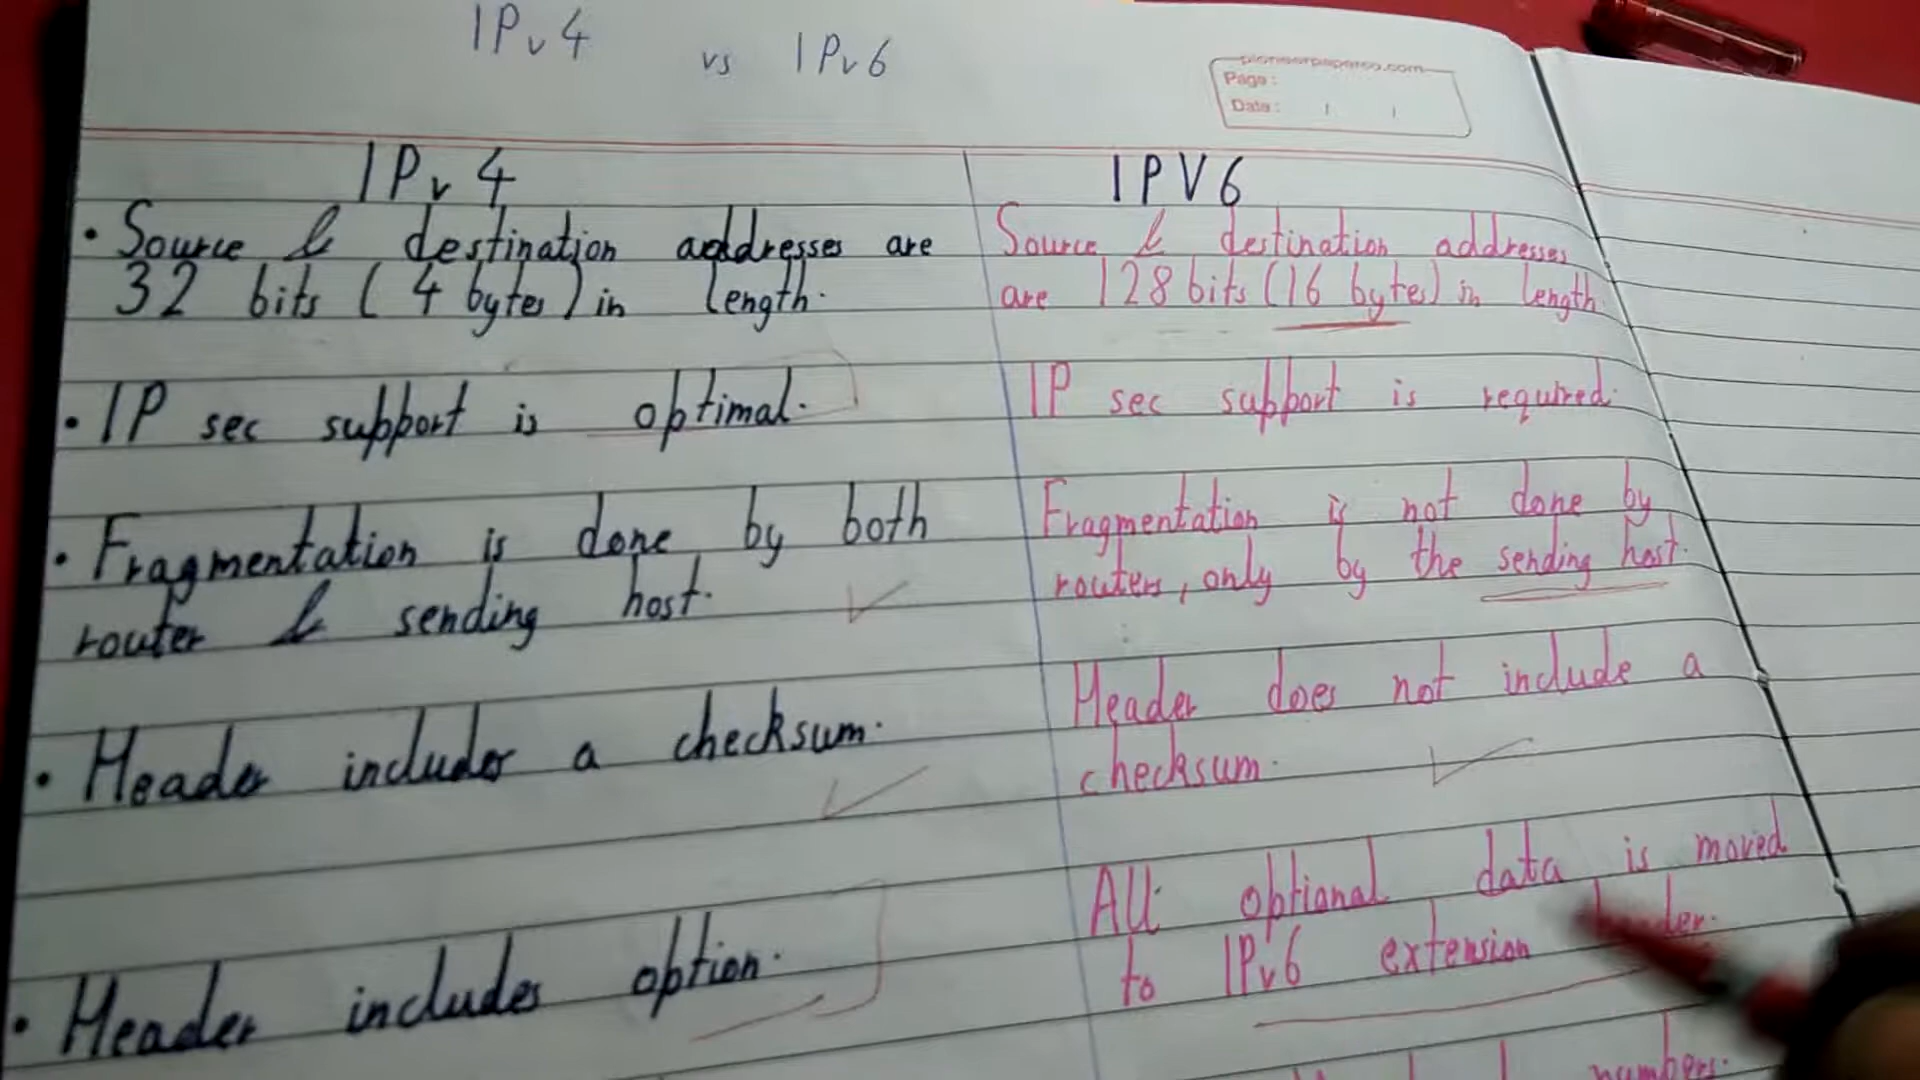 IPv4 vs IPv6
pioneerpaperco.com
Page :
Date : / /
IPv4
• Source & destination addresses are
32 bits (4 bytes) in length.
• IP sec support is optimal.
• Fragmentation is done by both
router & sending host.
• Header includes a checksum.
• Header includes option.
IPV6
Source & destination addresses
are 128 bits (16 bytes) in length.
IP sec support is required.
Fragmentation is not done by
routers, only by the sending host.
Header does not include a
checksum.
All optional data is moved
to IPv6 extension header.
numbers.